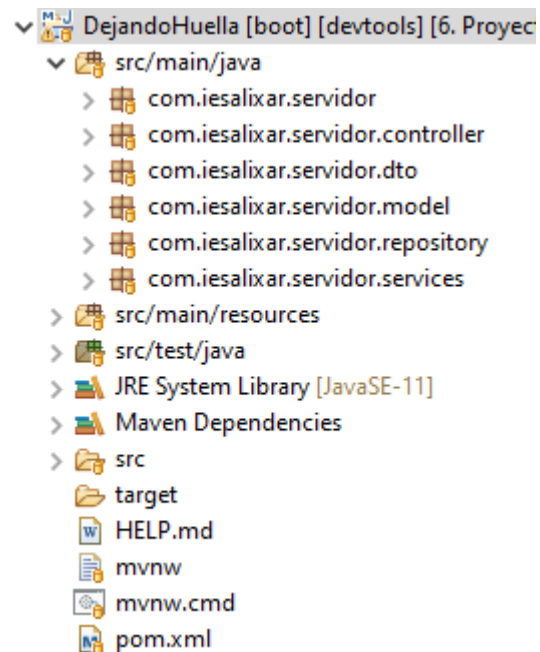 DejandoHuella [boot] [devtools] [6. Proyect
src/main/java
com.iesalixar.servidor
com.iesalixar.servidor.controller
com.iesalixar.servidor.dto
com.iesalixar.servidor.model
com.iesalixar.servidor.repository
com.iesalixar.servidor.services
src/main/resources
src/test/java
JRE System Library [JavaSE-11]
Maven Dependencies
src
target
HELP.md
mvnw
mvnw.cmd
pom.xml